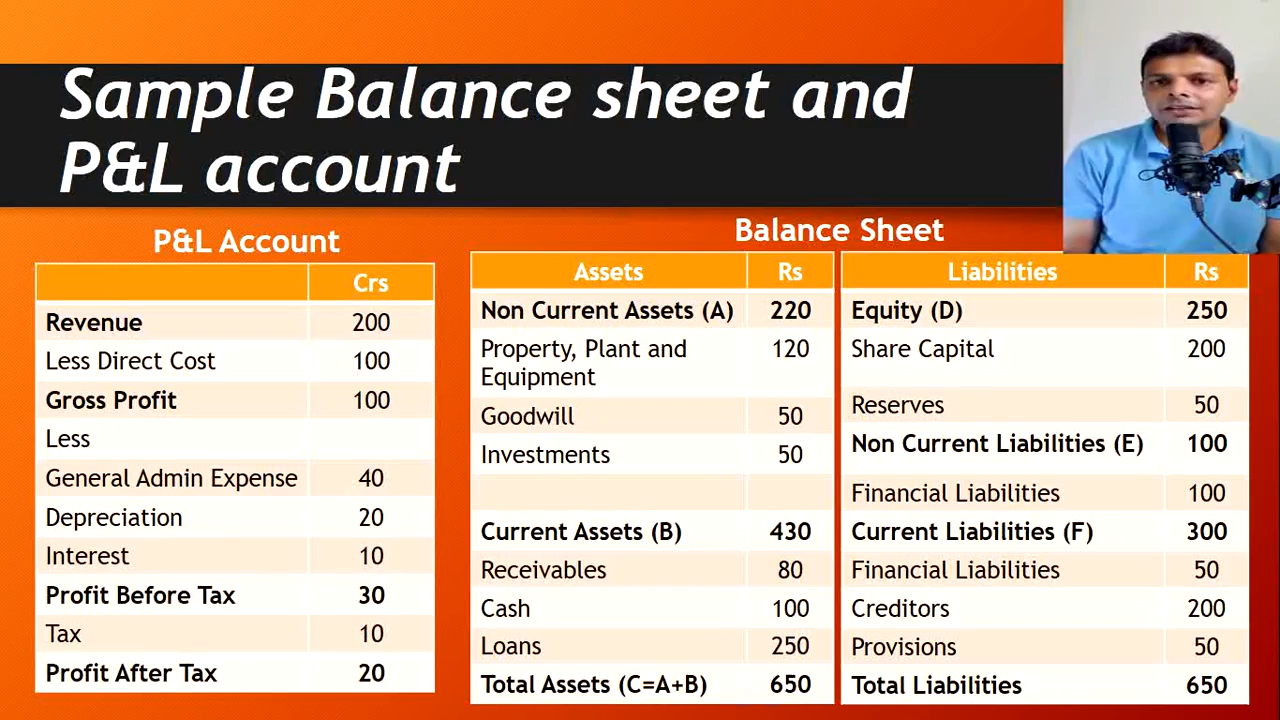 Sample Balance sheet and
P&L account
P&L Account
Crs
Revenue 200
Less Direct Cost 100
Gross Profit 100
Less
General Admin Expense 40
Depreciation 20
Interest 10
Profit Before Tax 30
Tax 10
Profit After Tax 20
Balance Sheet
Assets Rs
Non Current Assets (A) 220
Property, Plant and 120
Equipment
Goodwill 50
Investments 50
Current Assets (B) 430
Receivables 80
Cash 100
Loans 250
Total Assets (C=A+B) 650
Liabilities Rs
Equity (D) 250
Share Capital 200
Reserves 50
Non Current Liabilities (E) 100
Financial Liabilities 100
Current Liabilities (F) 300
Financial Liabilities 50
Creditors 200
Provisions 50
Total Liabilities 650